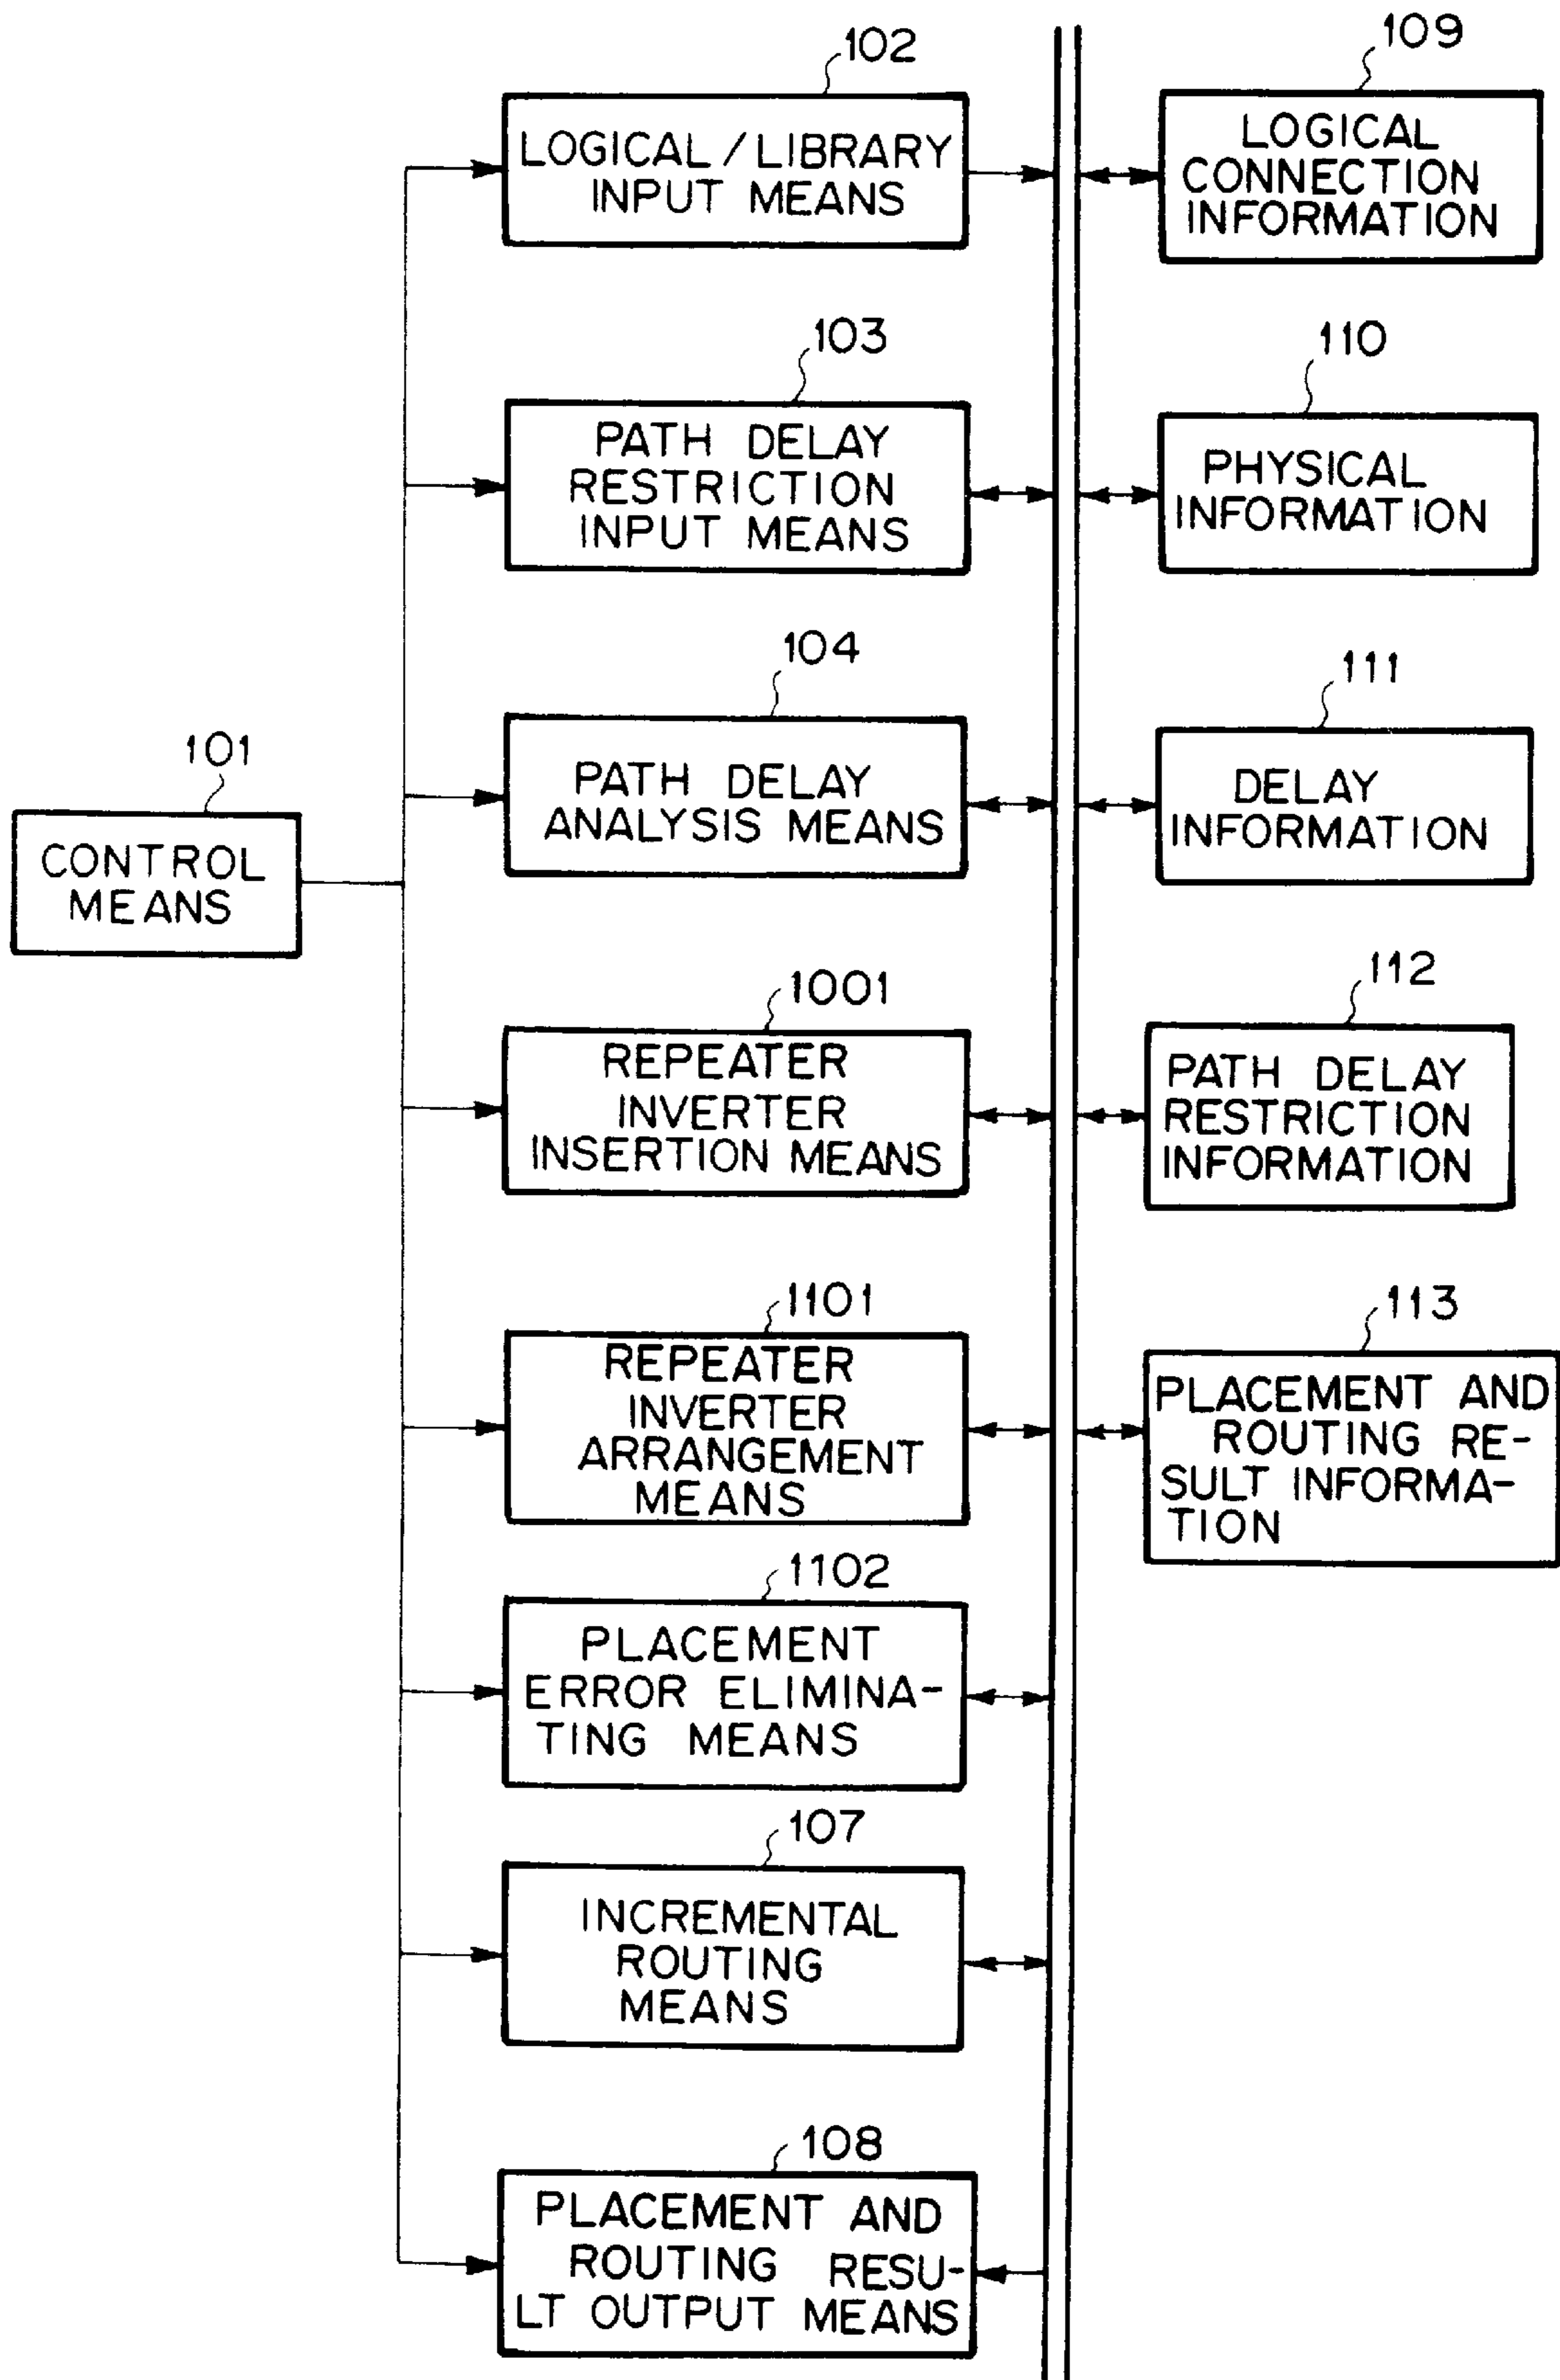 102
LOGICAL/LIBRARY
INPUT MEANS
109
LOGICAL
CONNECTION
INFORMATION
103
PATH DELAY
RESTRICTION
INPUT MEANS
110
PHYSICAL
INFORMATION
104
PATH DELAY
ANALYSIS MEANS
111
DELAY
INFORMATION
101
CONTROL
MEANS
1001
REPEATER
INVERTER
INSERTION MEANS
112
PATH DELAY
RESTRICTION
INFORMATION
1101
REPEATER
INVERTER
ARRANGEMENT
MEANS
113
PLACEMENT AND
ROUTING RE-
SULT INFORMA-
TION
1102
PLACEMENT
ERROR ELIMINA-
TING MEANS
107
INCREMENTAL
ROUTING
MEANS
108
PLACEMENT AND
ROUTING RESU-
LT OUTPUT MEANS